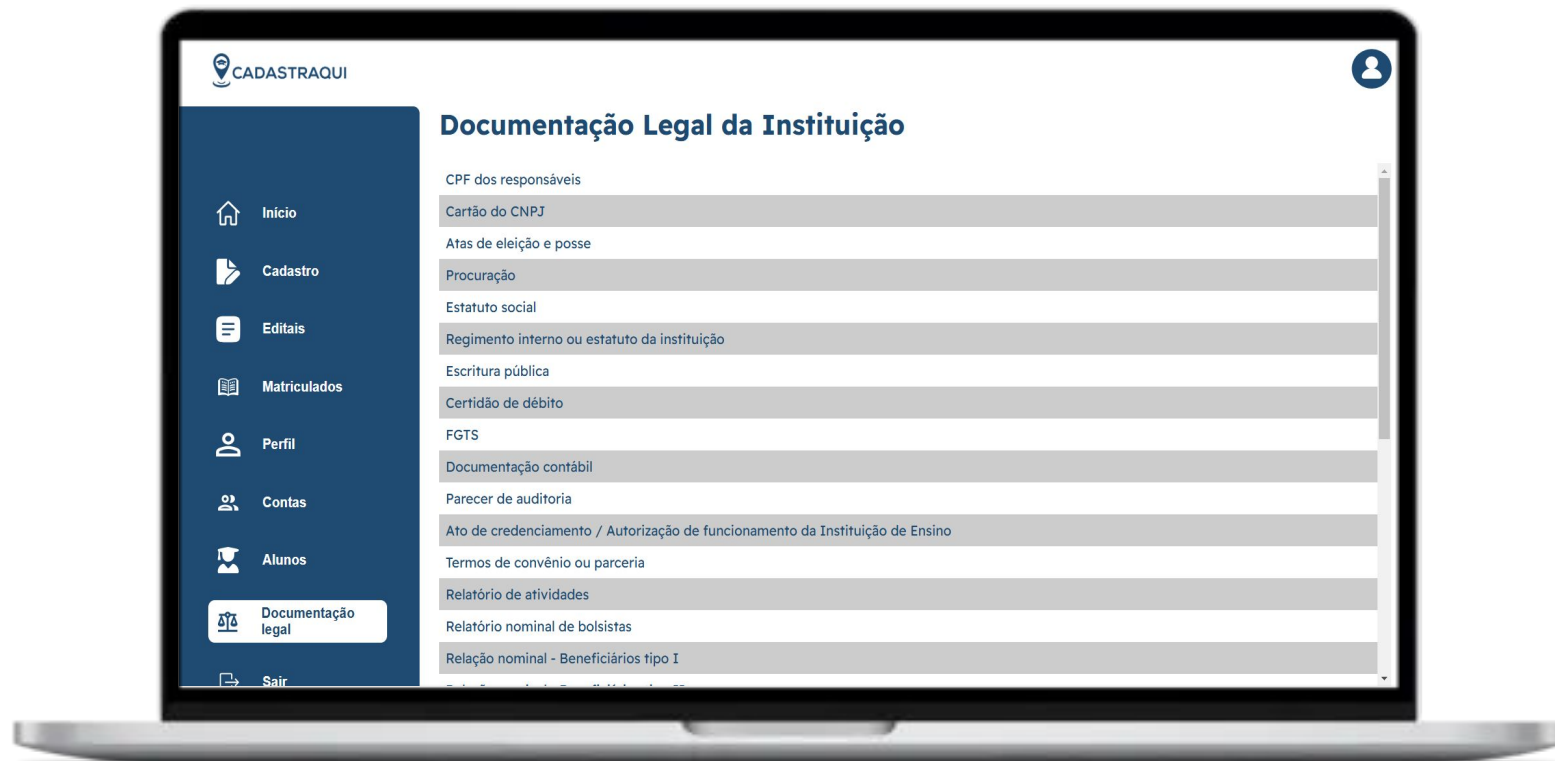 CADASTRAQUI
Documentação Legal da Instituição
Início
Cadastro
Editais
Matriculados
Perfil
Contas
Alunos
Documentação
legal
Sair
CPF dos responsáveis
Cartão do CNPJ
Atas de eleição e posse
Procuração
Estatuto social
Regimento interno ou estatuto da instituição
Escritura pública
Certidão de débito
FGTS
Documentação contábil
Parecer de auditoria
Ato de credenciamento / Autorização de funcionamento da Instituição de Ensino
Termos de convênio ou parceria
Relatório de atividades
Relatório nominal de bolsistas
Relação nominal - Beneficiários tipo I